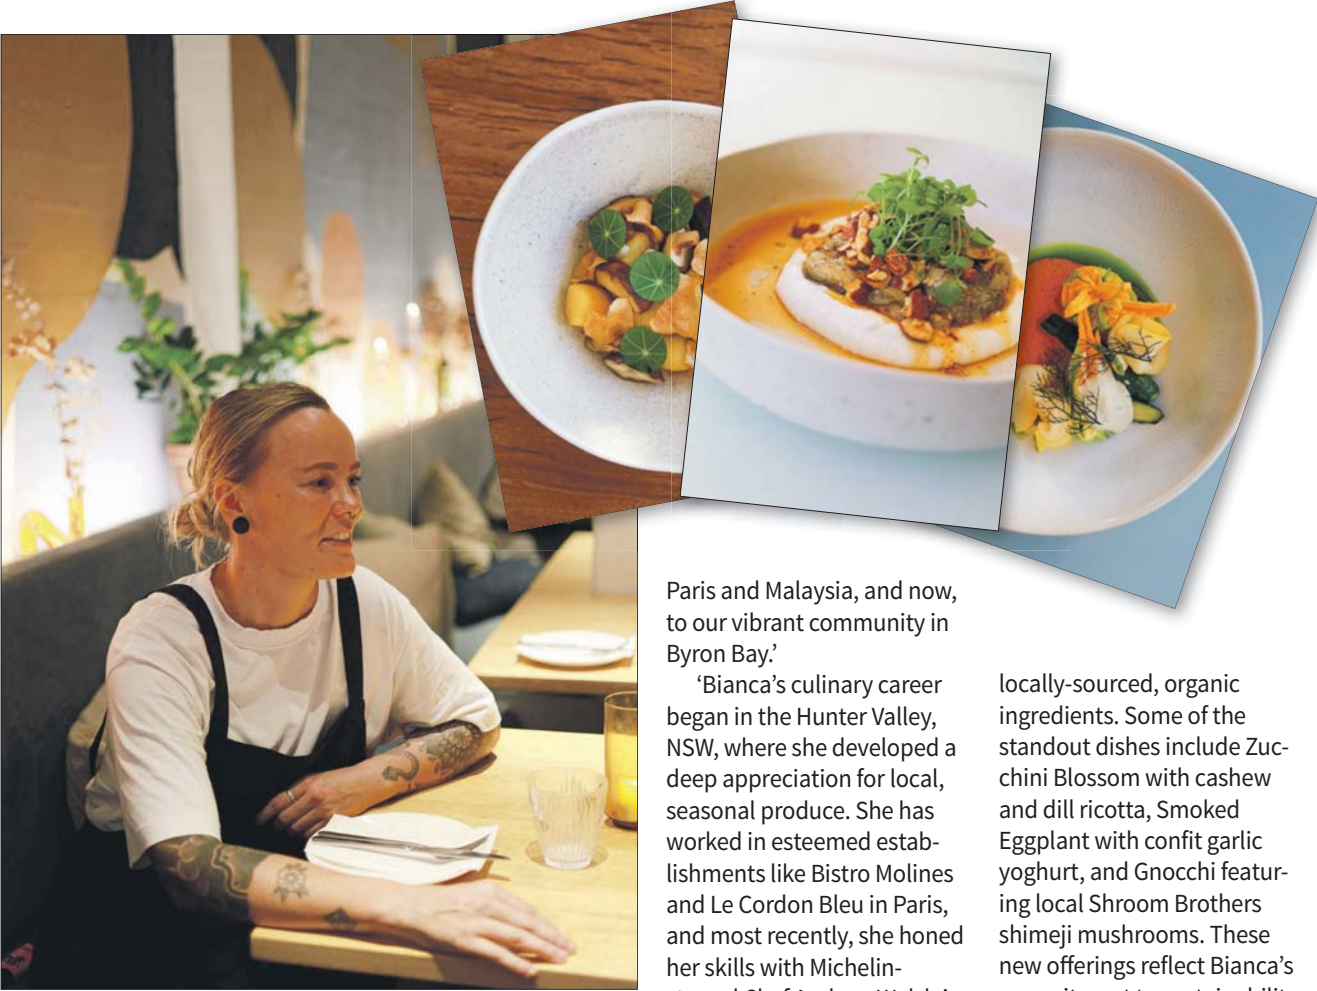 Paris and Malaysia, and now,
to our vibrant community in
Byron Bay.’
‘Bianca’s culinary career
began in the Hunter Valley,
NSW, where she developed a
deep appreciation for local,
seasonal produce. She has
worked in esteemed estab-
lishments like Bistro Molines
and Le Cordon Bleu in Paris,
and most recently, she honed
her skills with Michelin-
locally-sourced, organic
ingredients. Some of the
standout dishes include Zuc-
chini Blossom with cashew
and dill ricotta, Smoked
Eggplant with confit garlic
yoghurt, and Gnocchi featur-
ing local Shroom Brothers
shimeji mushrooms. These
new offerings reflect Bianca’s